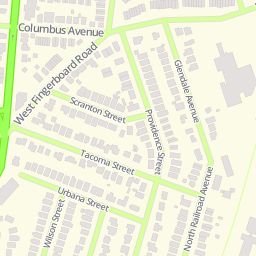 Columbus Avenue
West Fingerboard Road
Glendale Avenue
Scranton Street
Providence Street
Tacoma Street
Urbana Street
Wilson Street
North Railroad Avenue